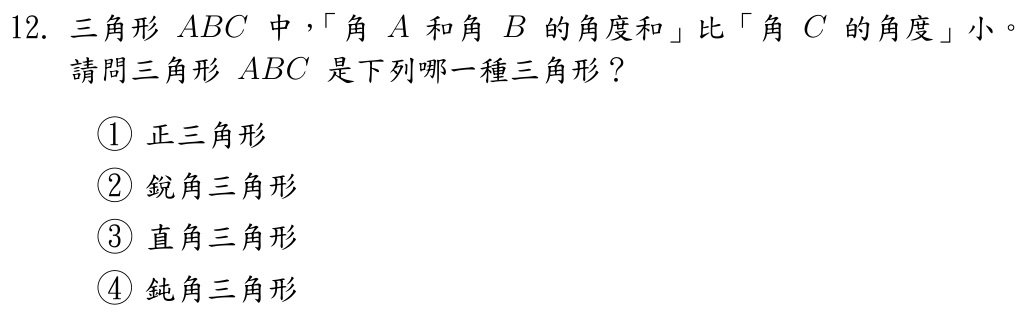 12. 三角形 ABC 中,「角 A 和角 B 的角度和」比「角 C 的角度」小。
請問三角形 ABC 是下列哪一種三角形?
① 正三角形
② 銳角三角形
③ 直角三角形
④ 鈍角三角形